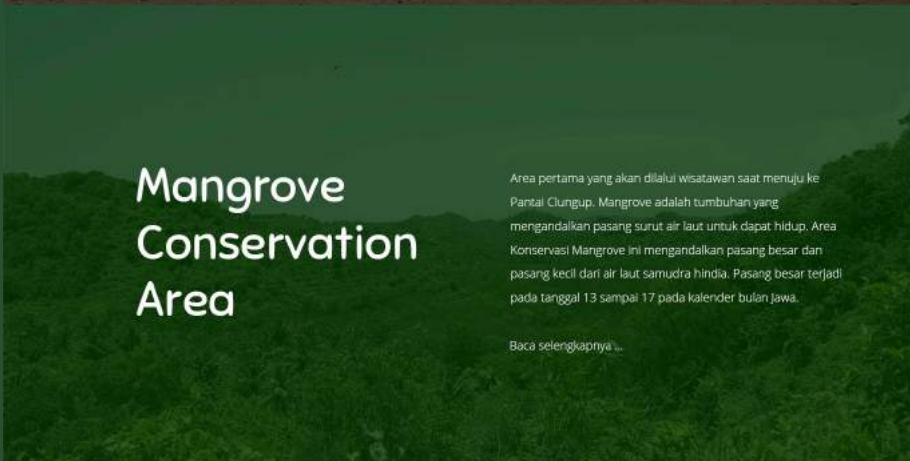 Mangrove
Conservation
Area
Area pertama yang akan dilalui wisatawan saat menuju ke
Pantai Clungup. Mangrove adalah tumbuhan yang
mengandalkan pasang surut air laut untuk dapat hidup. Area
Konservasi Mangrove ini mengandalkan pasang besar dan
pasang kecil dari air laut samudra hindia. Pasang besar terjadi
pada tanggal 13 sampai 17 pada kalender bulan Jawa.
Baca selengkapnya ...